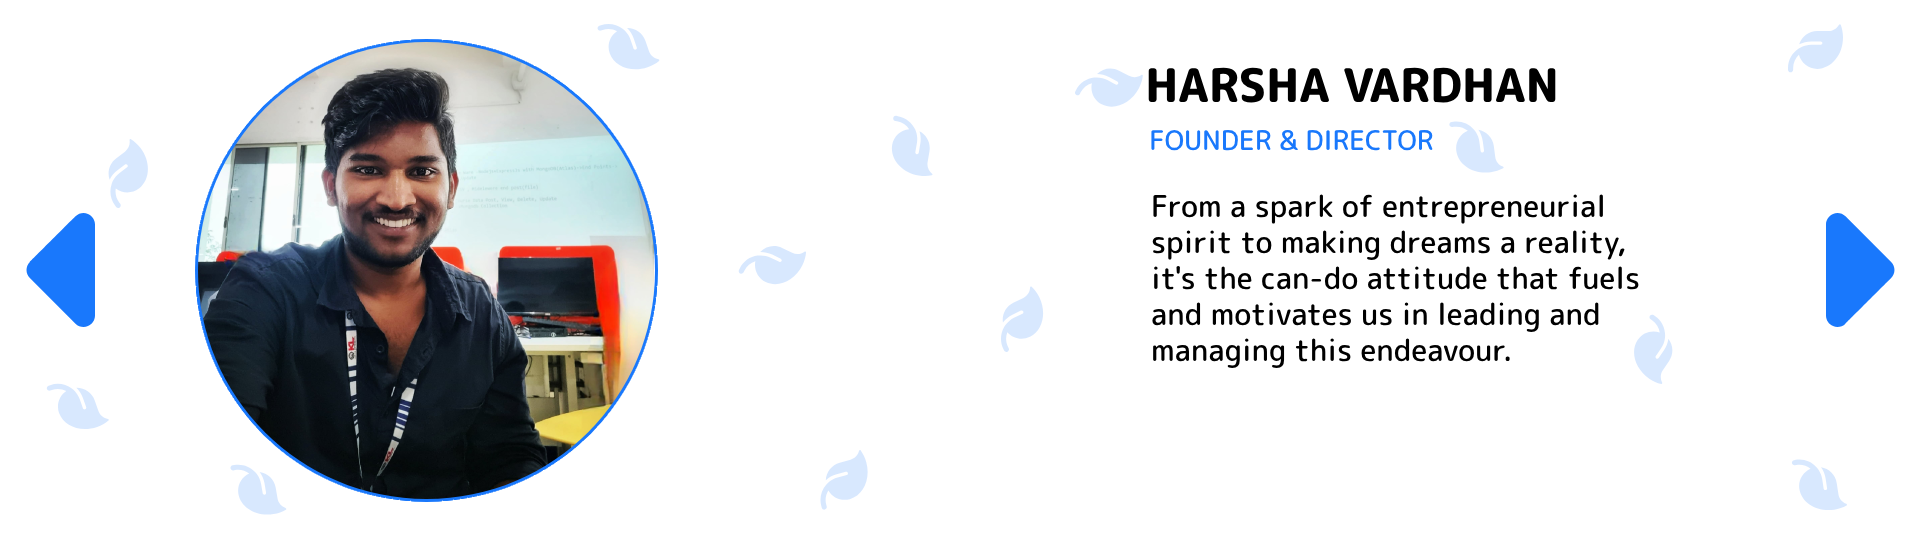 HARSHA VARDHAN
FOUNDER & DIRECTOR
From a spark of entrepreneurial
spirit to making dreams a reality,
it's the can-do attitude that fuels
and motivates us in leading and
managing this endeavour.